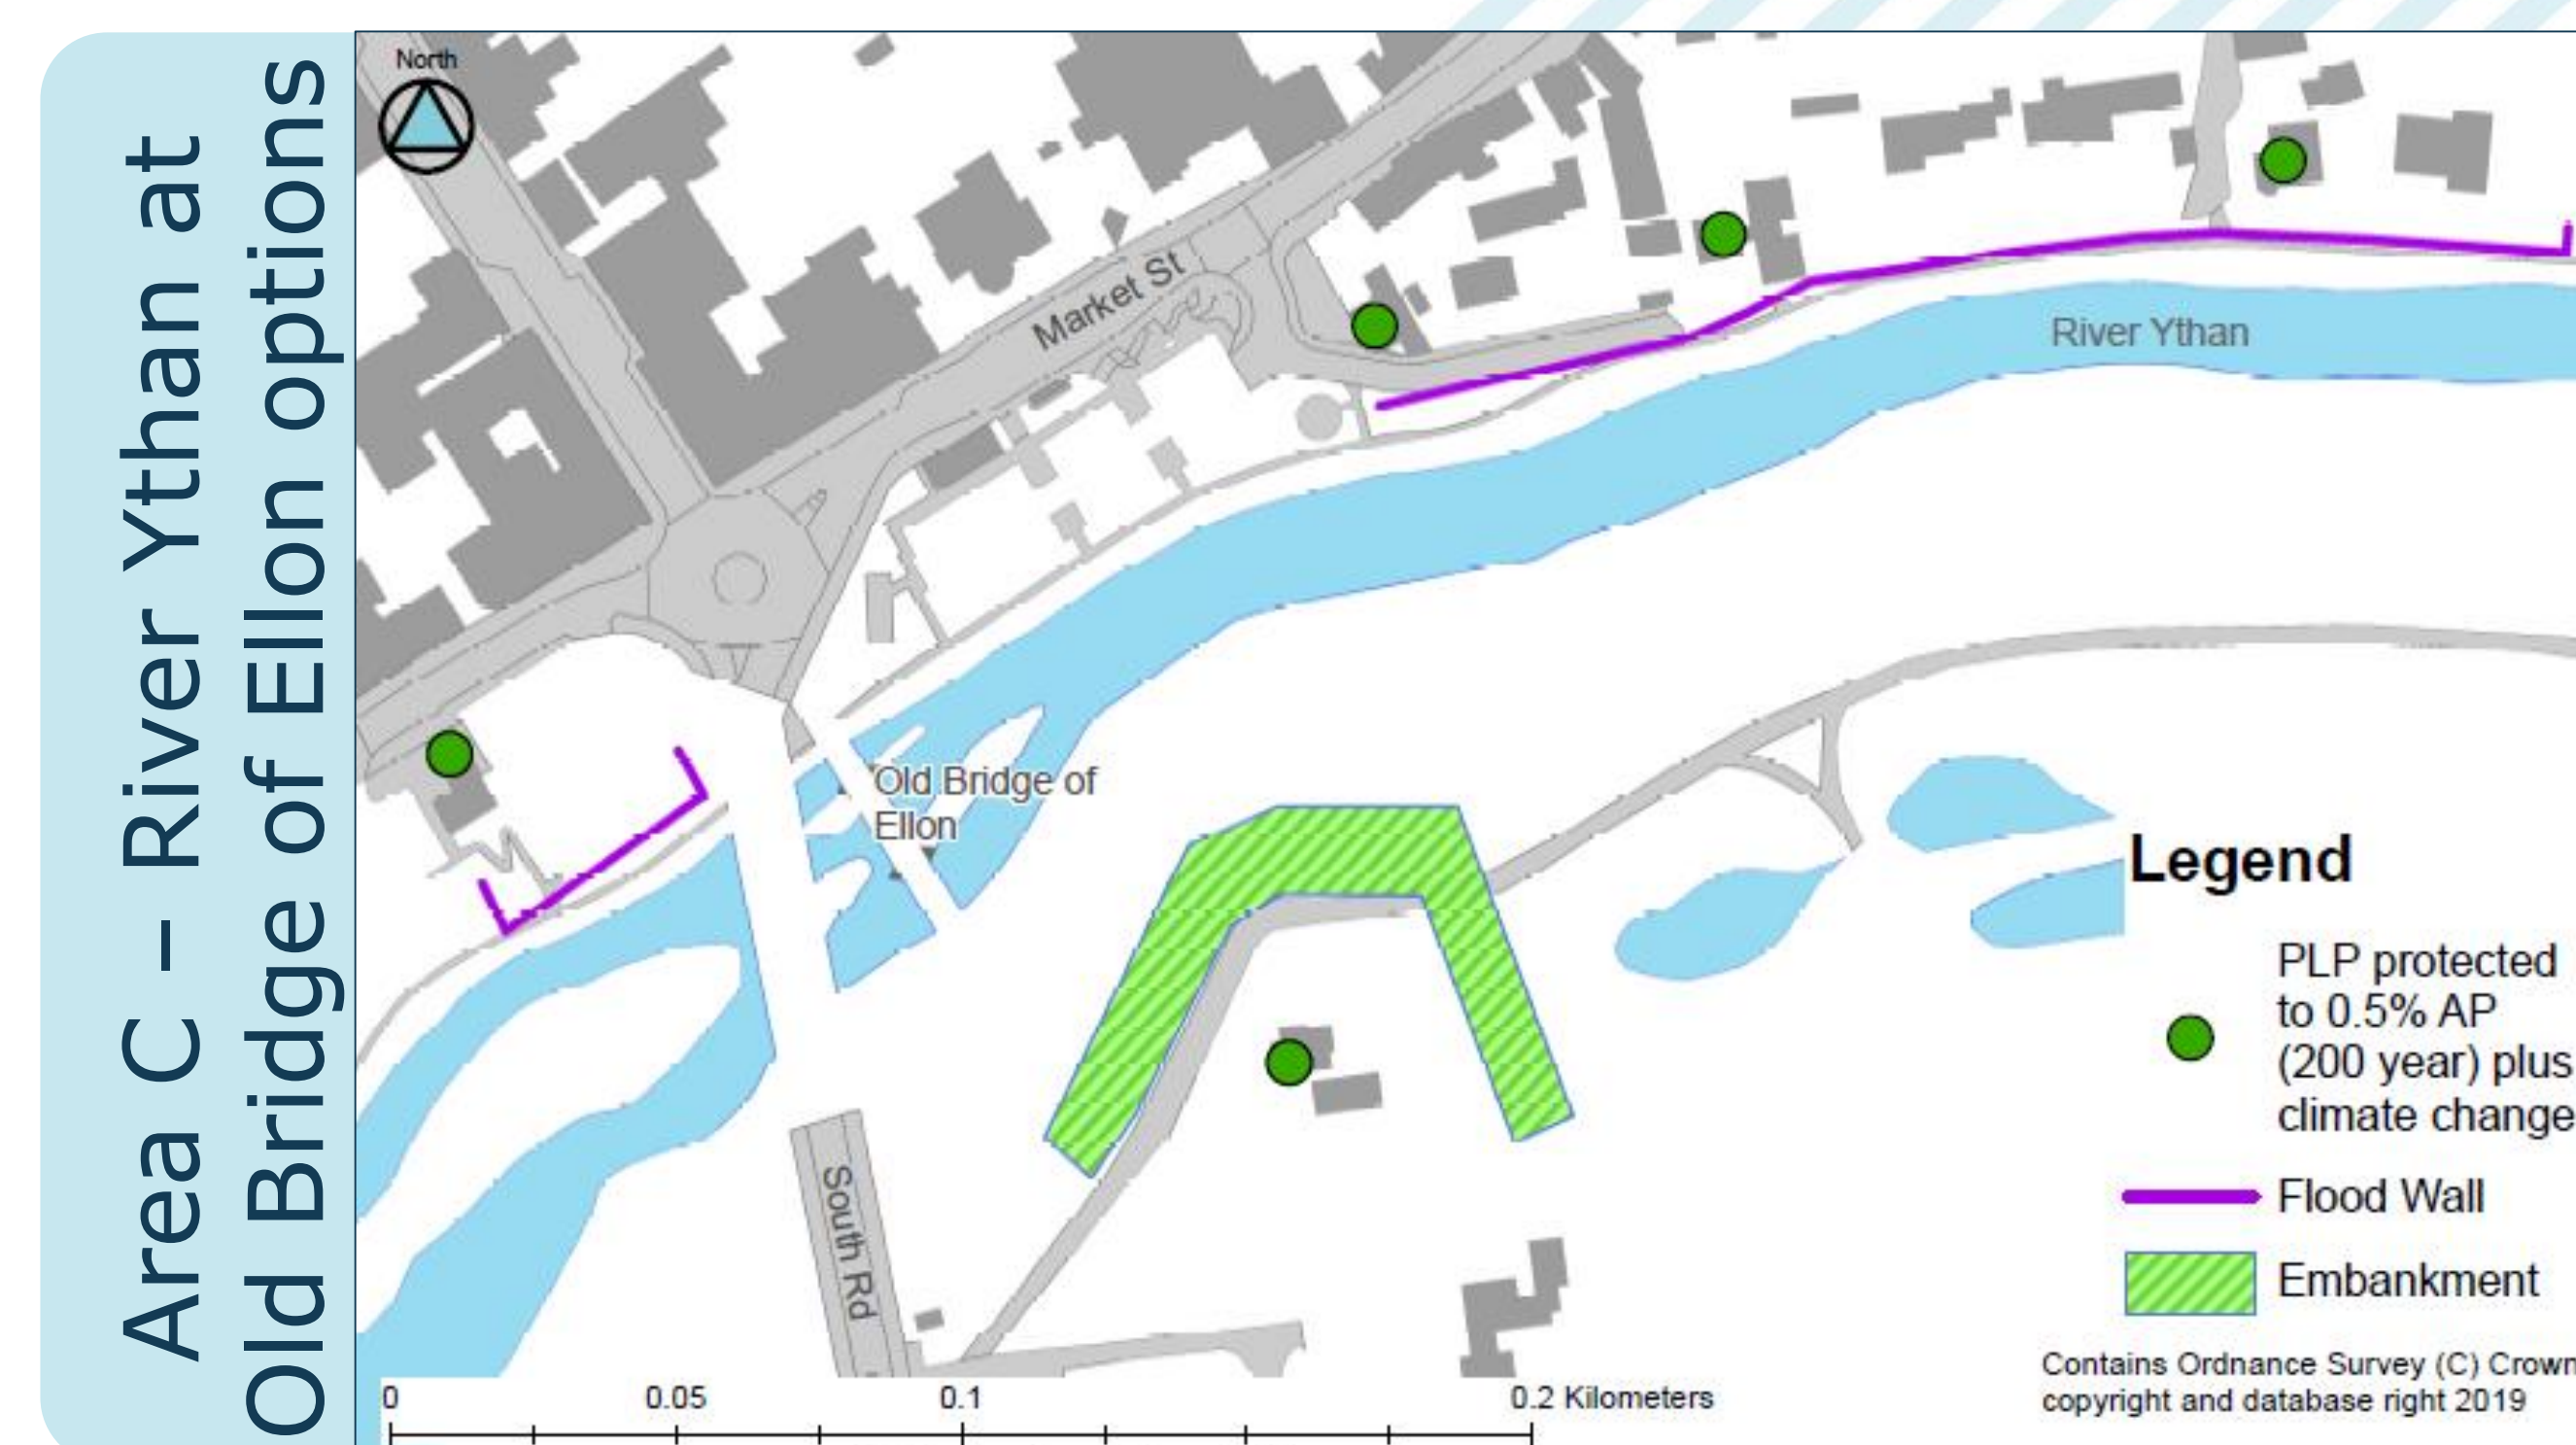 Area C – River Ythan at
Old Bridge of Ellon options
North
Market St
River Ythan
Old Bridge of
Ellon
South Rd
Legend
PLP protected
to 0.5% AP
(200 year) plus
climate change
Flood Wall
Embankment
Contains Ordnance Survey (C) Crown
copyright and database right 2019
0 0.05 0.1 0.2 Kilometers